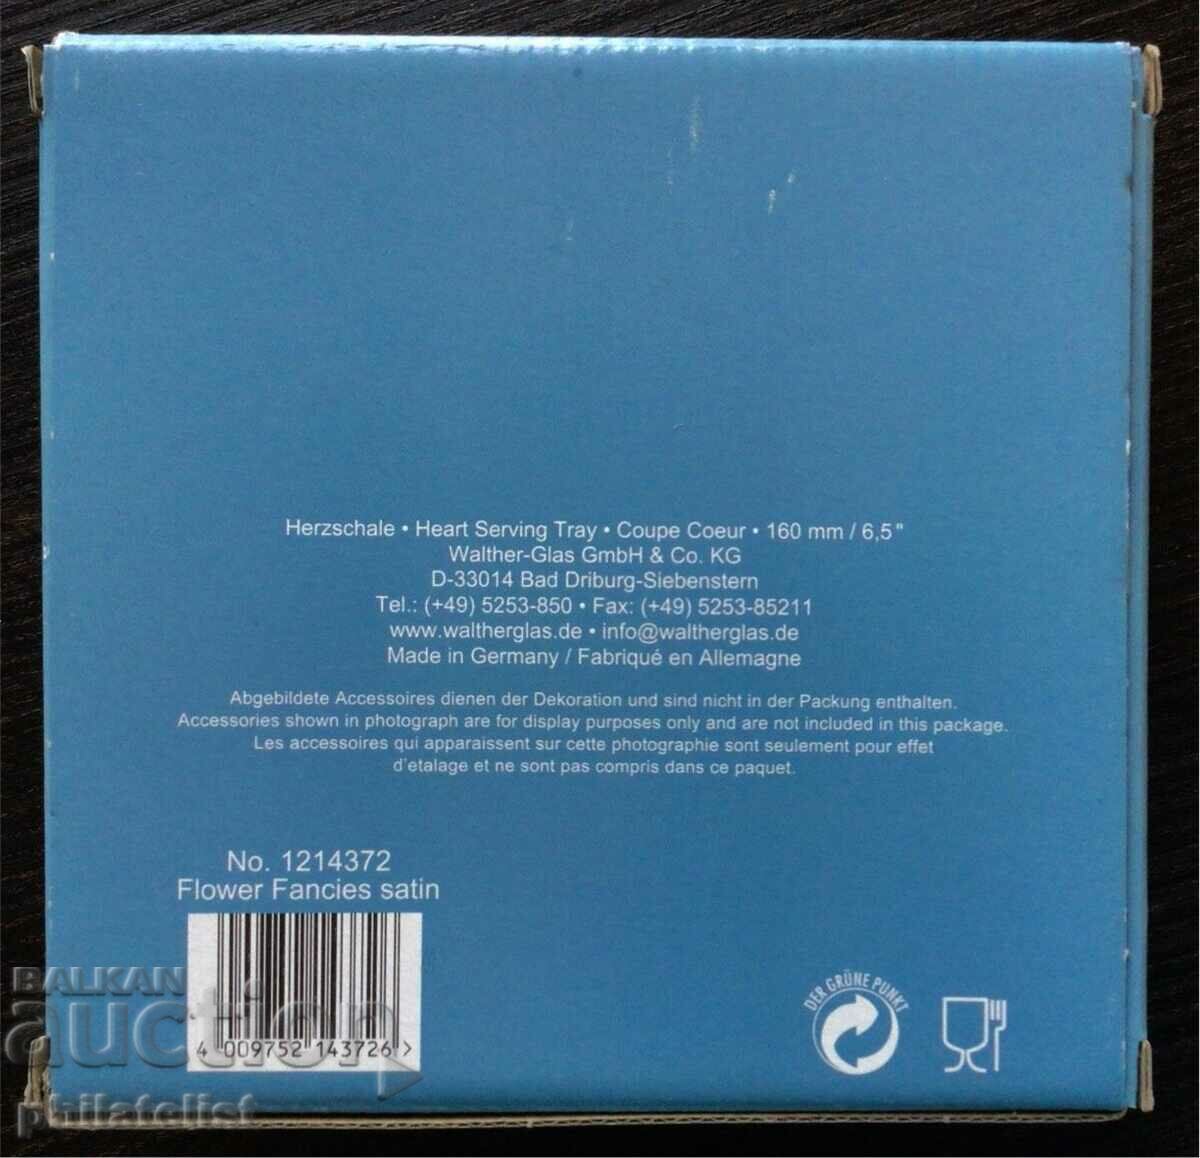 Herzschale • Heart Serving Tray • Coupe Coeur • 160 mm / 6,5"
Walther-Glas GmbH & Co. KG
D-33014 Bad Driburg-Siebenstern
Tel.: (+49) 5253-850 • Fax: (+49) 5253-85211
www.waltherglas.de • info@waltherglas.de
Made in Germany / Fabriqué en Allemagne
Abgebildete Accessoires dienen der Dekoration und sind nicht in der Packung enthalten.
Accessories shown in photograph are for display purposes only and are not included in this package.
Les accessoires qui apparaissent sur cette photographie sont seulement pour effet
d'etalage et ne sont pas compris dans ce paquet.
No. 1214372
Flower Fancies satin
4 009752 143726 >
DER GRÜNE PUNKT
BALKAN
auction
philatelist